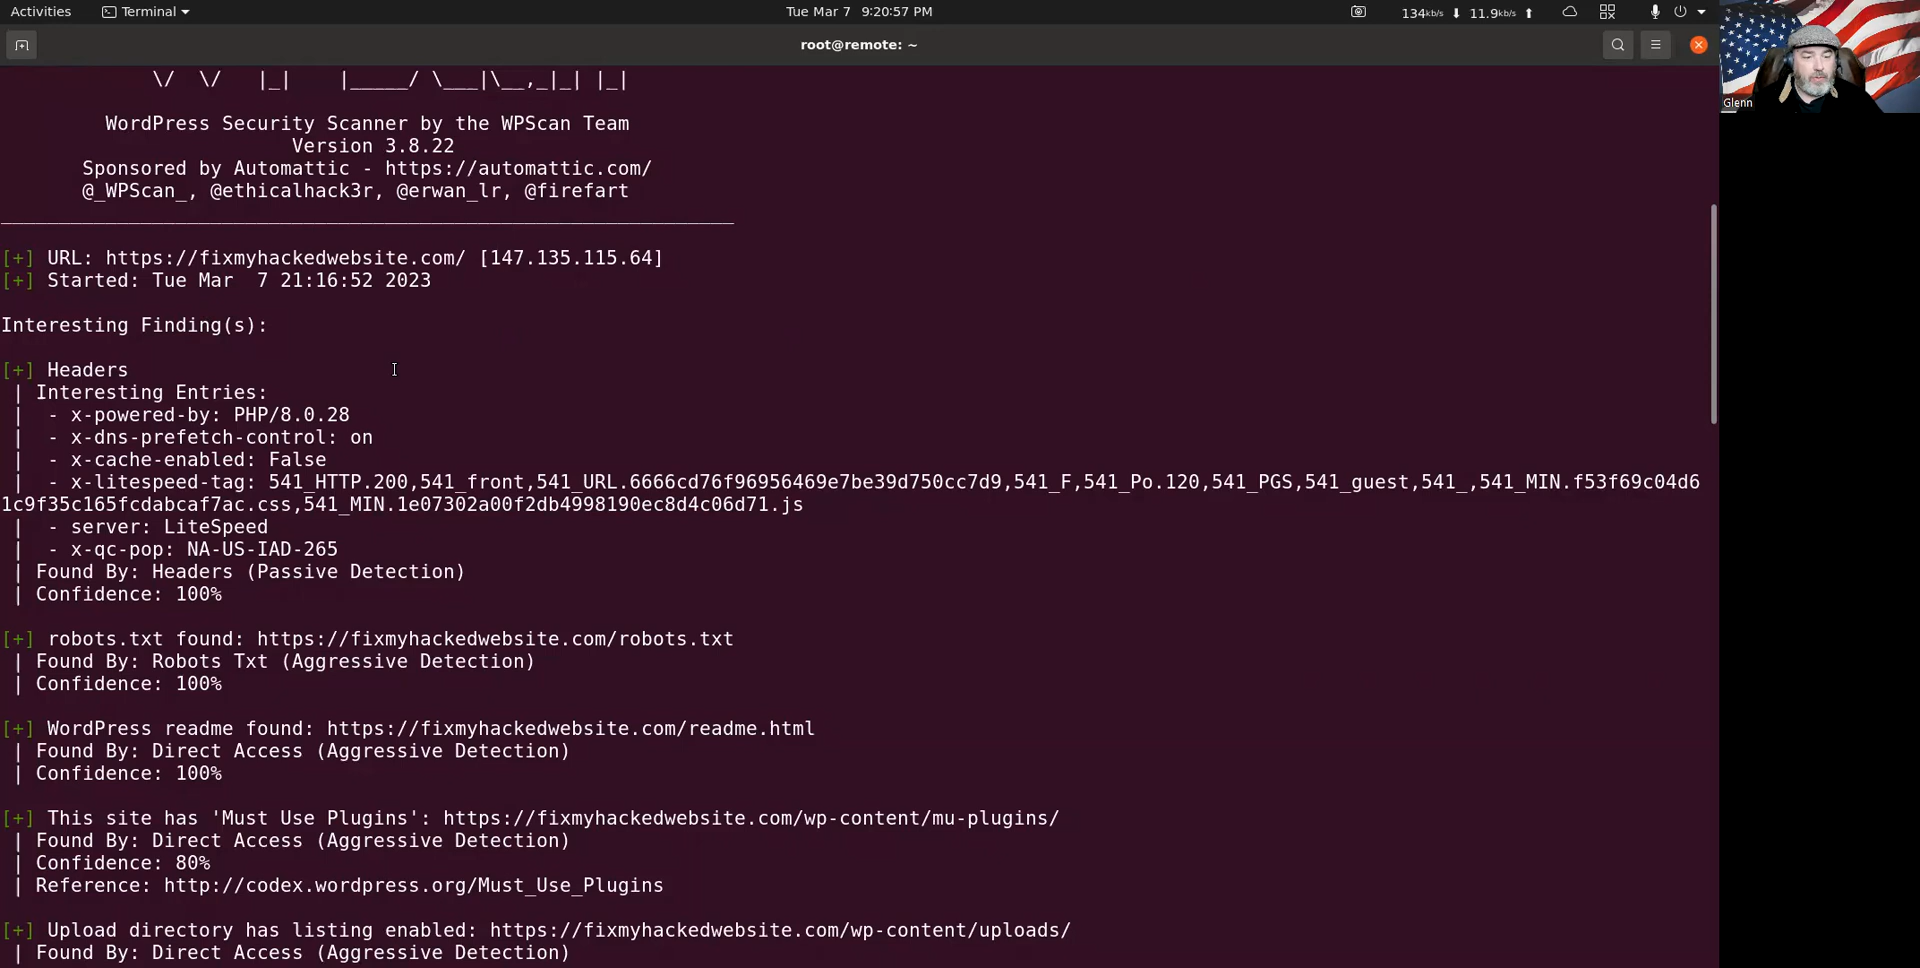 Activities
Terminal
Tue Mar 7 9:20:57 PM
134kb/s
11.9kb/s
root@remote: ~
Glenn
\/ \/ |_| |_____/ \___|\__,_|_| |_|
WordPress Security Scanner by the WPScan Team
Version 3.8.22
Sponsored by Automattic - https://automattic.com/
@_WPScan_, @ethicalhack3r, @erwan_lr, @firefart
[+] URL: https://fixmyhackedwebsite.com/ [147.135.115.64]
[+] Started: Tue Mar  7 21:16:52 2023
Interesting Finding(s):
[+] Headers
| Interesting Entries:
|  - x-powered-by: PHP/8.0.28
|  - x-dns-prefetch-control: on
|  - x-cache-enabled: False
|  - x-litespeed-tag: 541_HTTP.200,541_front,541_URL.6666cd76f96956469e7be39d750cc7d9,541_F,541_Po.120,541_PGS,541_guest,541_,541_MIN.f53f69c04d6
1c9f35c165fcdabcaf7ac.css,541_MIN.1e07302a00f2db4998190ec8d4c06d71.js
|  - server: LiteSpeed
|  - x-qc-pop: NA-US-IAD-265
| Found By: Headers (Passive Detection)
| Confidence: 100%
[+] robots.txt found: https://fixmyhackedwebsite.com/robots.txt
| Found By: Robots Txt (Aggressive Detection)
| Confidence: 100%
[+] WordPress readme found: https://fixmyhackedwebsite.com/readme.html
| Found By: Direct Access (Aggressive Detection)
| Confidence: 100%
[+] This site has 'Must Use Plugins': https://fixmyhackedwebsite.com/wp-content/mu-plugins/
| Found By: Direct Access (Aggressive Detection)
| Confidence: 80%
| Reference: http://codex.wordpress.org/Must_Use_Plugins
[+] Upload directory has listing enabled: https://fixmyhackedwebsite.com/wp-content/uploads/
| Found By: Direct Access (Aggressive Detection)